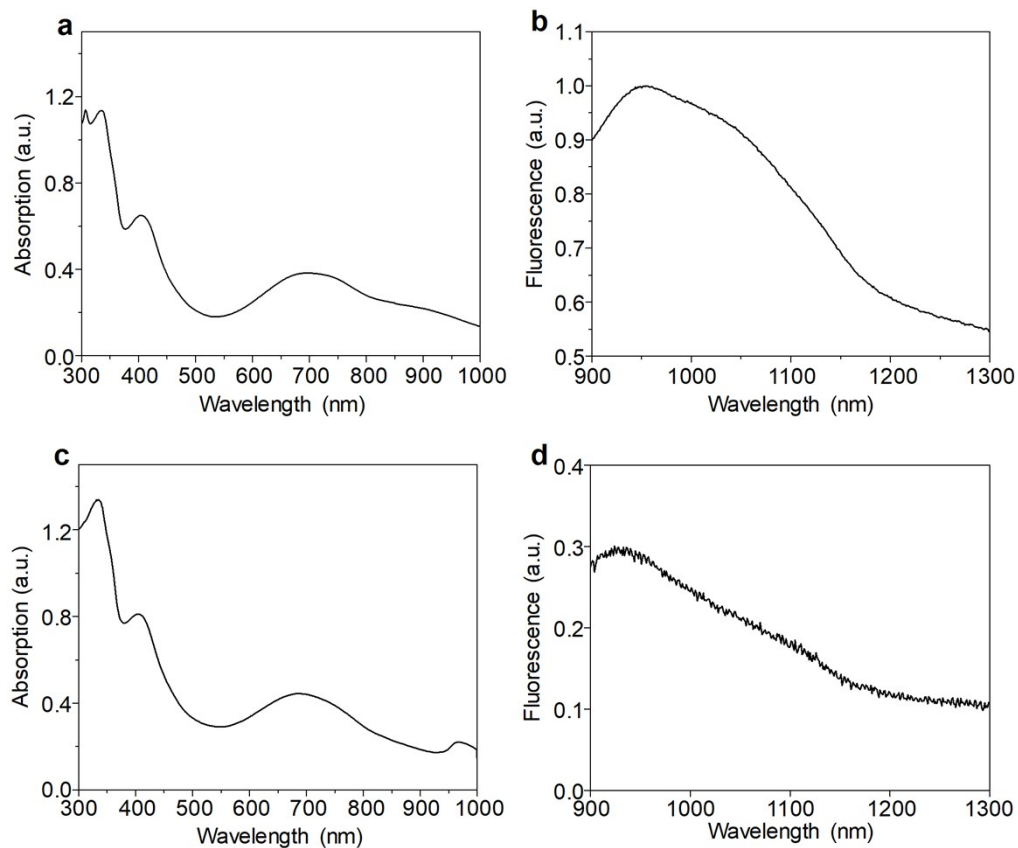 a
Absorption (a.u.)
1.2
0.8
0.4
0.0
300 400 500 600 700 800 900 1000
Wavelength (nm)
b
Fluorescence (a.u.)
1.1
1.0
0.9
0.8
0.7
0.6
0.5
900 1000 1100 1200 1300
Wavelength (nm)
c
Absorption (a.u.)
1.2
0.8
0.4
0.0
300 400 500 600 700 800 900 1000
Wavelength (nm)
d
Fluorescence (a.u.)
0.4
0.3
0.2
0.1
0.0
900 1000 1100 1200 1300
Wavelength (nm)